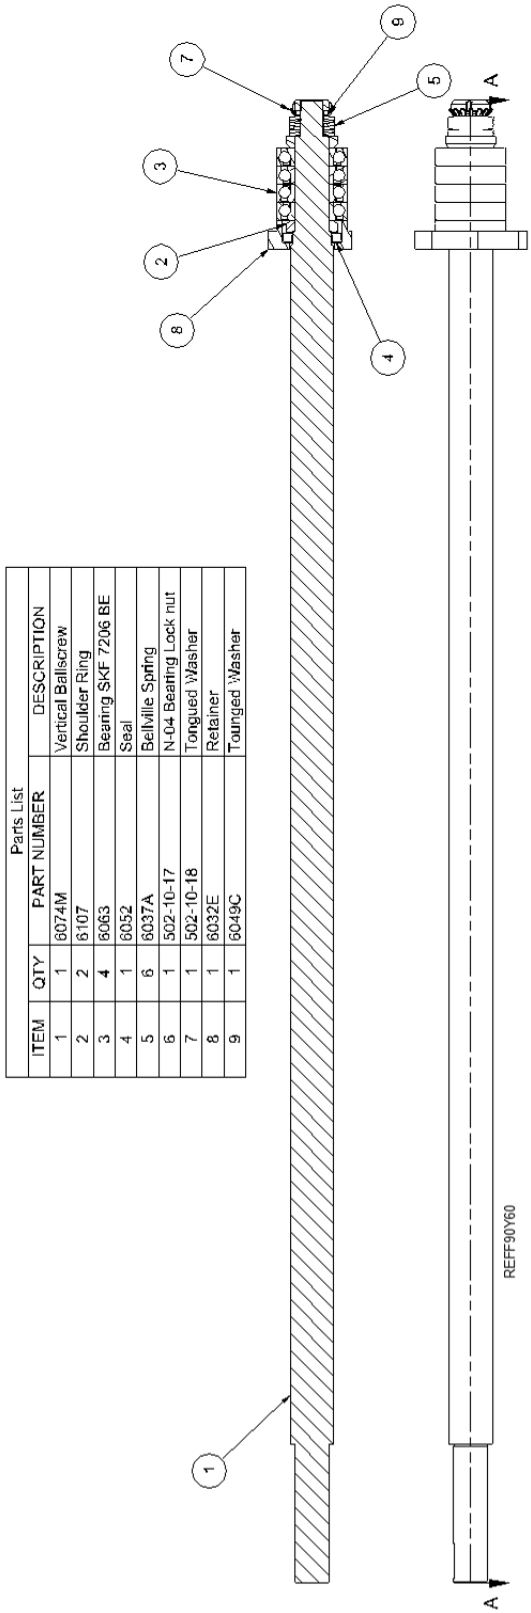 Parts List
ITEM QTY PART NUMBER DESCRIPTION
1 1 6074M Vertical Ballscrew
2 2 6107 Shoulder Ring
3 4 6063 Bearing SKF 7206 BE
4 1 6052 Seal
5 6 6037A Bellville Spring
6 1 502-10-17 N-04 Bearing Lock nut
7 1 502-10-18 Tongued Washer
8 1 6032E Retainer
9 1 6049C Tounged Washer
1
8
2
3
7
4
9
5
A
A
REFF90Y60